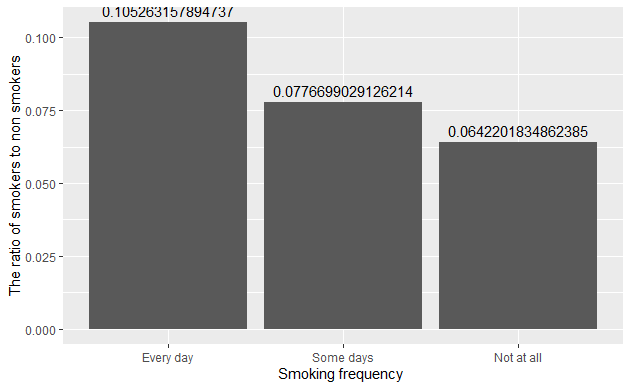 The ratio of smokers to non smokers
0.100
0.075
0.050
0.025
0.000
0.105263157894737
0.0776699029126214
0.0642201834862385
Every day
Some days
Not at all
Smoking frequency